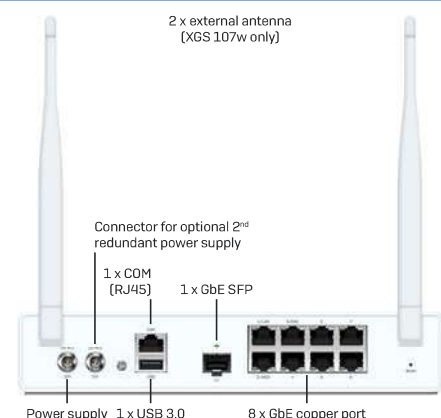 2 x external antenna
(XGS 107w only)
Connector for optional 2nd
redundant power supply
1 x COM
(RJ45)
1 x GbE SFP
COM
Power supply
1 x USB 3.0
8 x GbE copper port